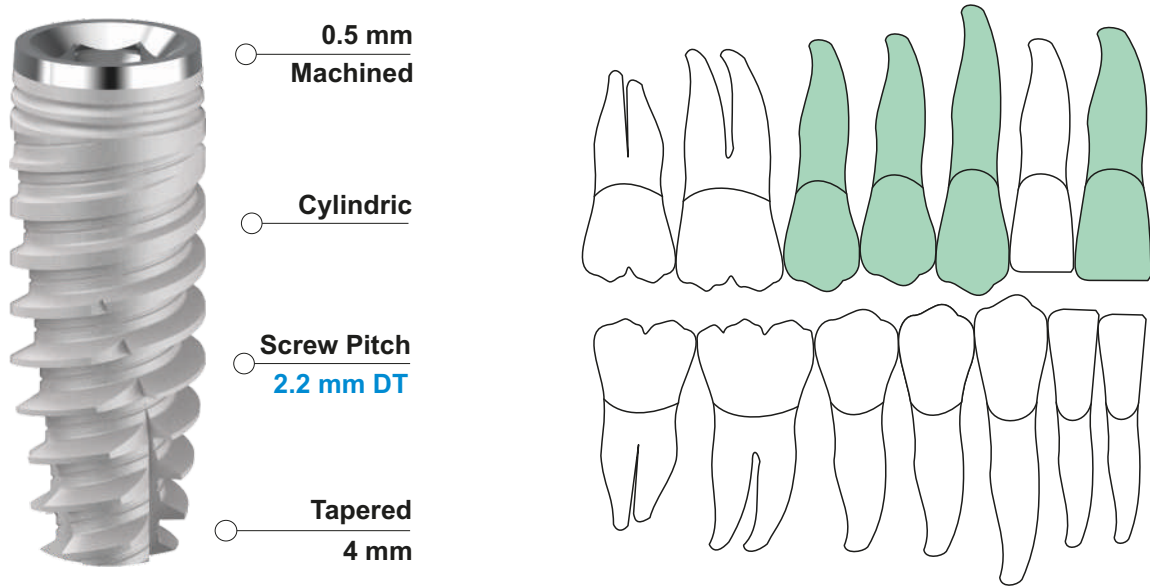 0.5 mm
Machined
Cylindric
Screw Pitch
2.2 mm DT
Tapered
4 mm